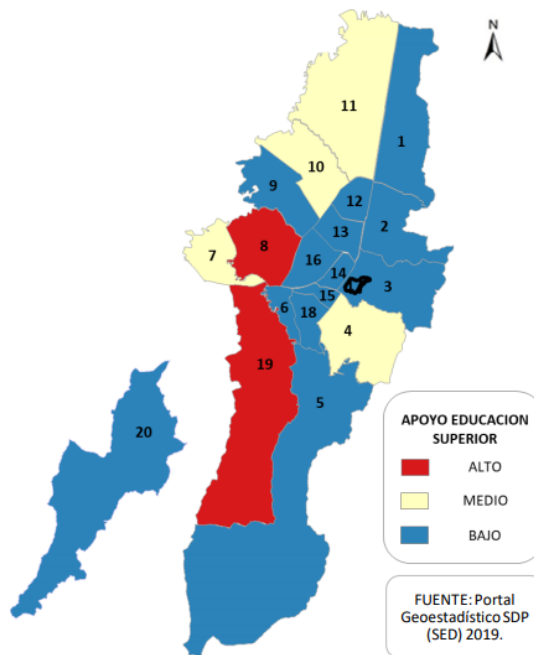 N
11
1
10
9
12
2
13
8
7
16
14
3
15
6
18
4
19
5
20
APOYO EDUCACION
SUPERIOR
ALTO
MEDIO
BAJO
FUENTE: Portal
Geoestadístico SDP
(SED) 2019.